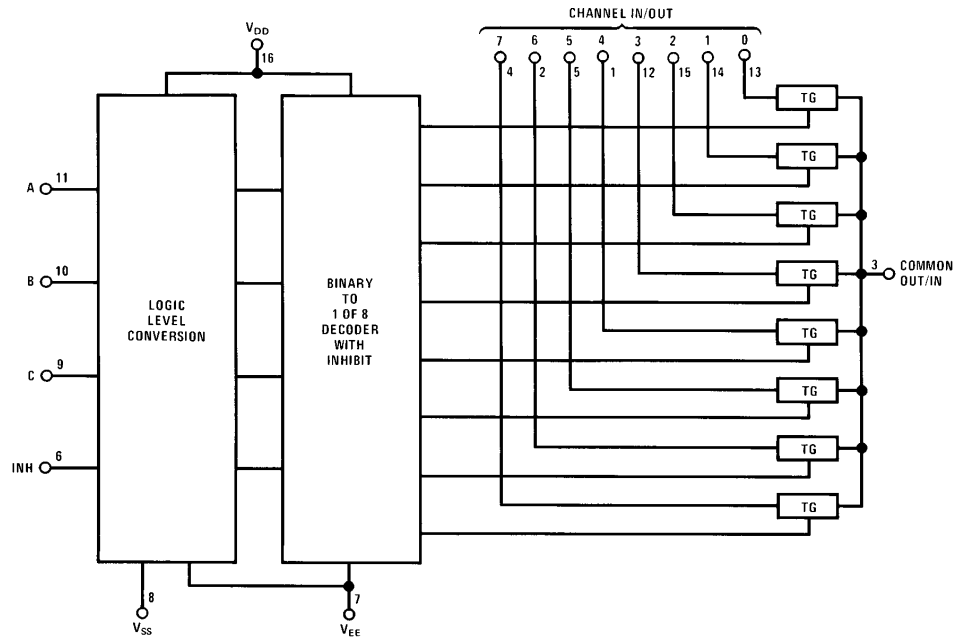 CHANNEL IN/OUT
VDD
16
7 6 5 4 3 2 1 0
4 2 5 1 12 15 14 13
TG
TG
TG
TG
TG
TG
TG
TG
A 11
B 10
C 9
INH 6
LOGIC
LEVEL
CONVERSION
BINARY
TO
1 OF 8
DECODER
WITH
INHIBIT
3 COMMON
OUT/IN
8
VSS
7
VEE